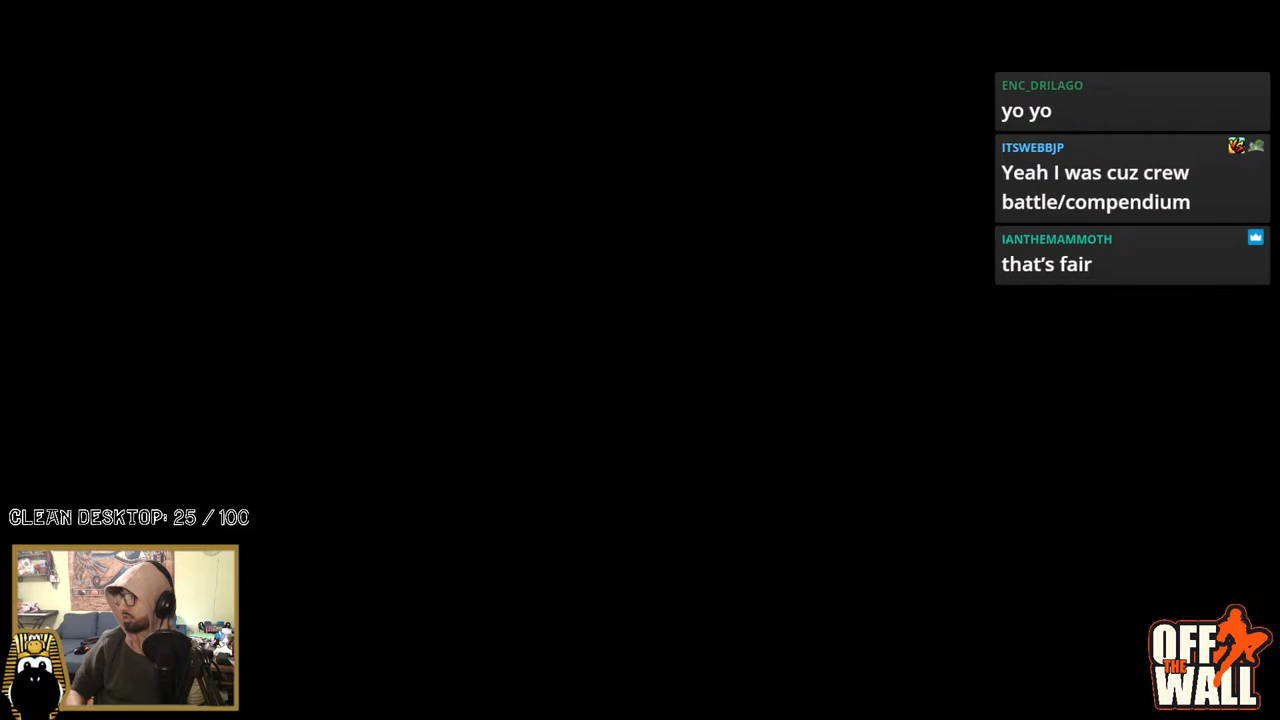 ENC_DRILAGO
yo yo
ITSWEBBJP
Yeah I was cuz crew
battle/compendium
IANTHEMAMMOTH
that's fair
CLEAN DESKTOP: 25 / 100
OFF
THE
WALL